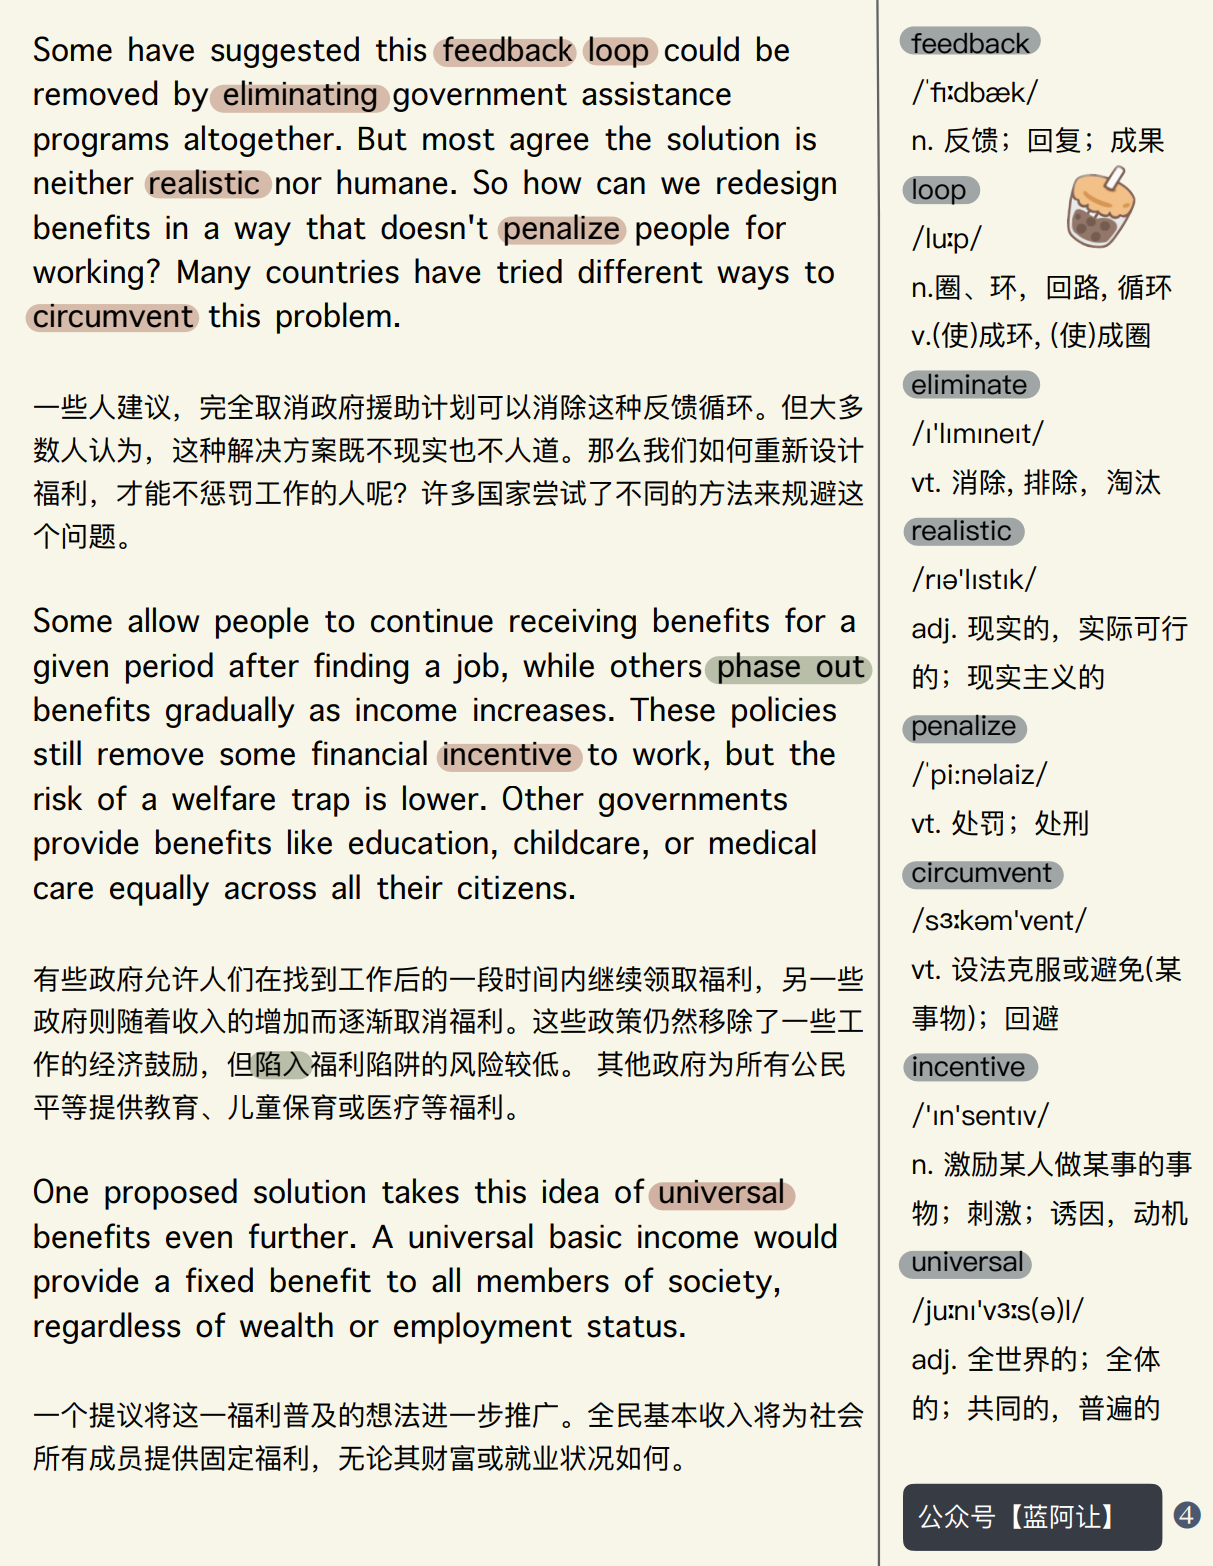 Some have suggested this feedback loop could be
removed by eliminating government assistance
programs altogether. But most agree the solution is
neither realistic nor humane. So how can we redesign
benefits in a way that doesn't penalize people for
working? Many countries have tried different ways to
circumvent this problem.
一些人建议，完全取消政府援助计划可以消除这种反馈循环。但大多
数人认为，这种解决方案既不现实也不人道。那么我们如何重新设计
福利，才能不惩罚工作的人呢？许多国家尝试了不同的方法来规避这
个问题。
Some allow people to continue receiving benefits for a
given period after finding a job, while others phase out
benefits gradually as income increases. These policies
still remove some financial incentive to work, but the
risk of a welfare trap is lower. Other governments
provide benefits like education, childcare, or medical
care equally across all their citizens.
有些政府允许人们在找到工作后的一段时间内继续领取福利，另一些
政府则随着收入的增加而逐渐取消福利。这些政策仍然移除了一些工
作的经济鼓励，但陷入福利陷阱的风险较低。 其他政府为所有公民
平等提供教育、儿童保育或医疗等福利。
One proposed solution takes this idea of universal
benefits even further. A universal basic income would
provide a fixed benefit to all members of society,
regardless of wealth or employment status.
一个提议将这一福利普及的想法进一步推广。全民基本收入将为社会
所有成员提供固定福利，无论其财富或就业状况如何。
feedback
/ˈfiːdbæk/
n. 反馈；回复；成果
loop
/luːp/
n.圈、环，回路, 循环
v.(使)成环, (使)成圈
eliminate
/ɪ'lɪmɪneɪt/
vt. 消除, 排除，淘汰
realistic
/rɪə'lɪstɪk/
adj. 现实的，实际可行
的；现实主义的
penalize
/ˈpi:nəlaiz/
vt. 处罚；处刑
circumvent
/sɜːkəm'vent/
vt. 设法克服或避免(某
事物)；回避
incentive
/'ɪn'sentɪv/
n. 激励某人做某事的事
物；刺激；诱因，动机
universal
/juːnɪ'vɜːs(ə)l/
adj. 全世界的；全体
的；共同的，普遍的
公众号【蓝阿让】
❹